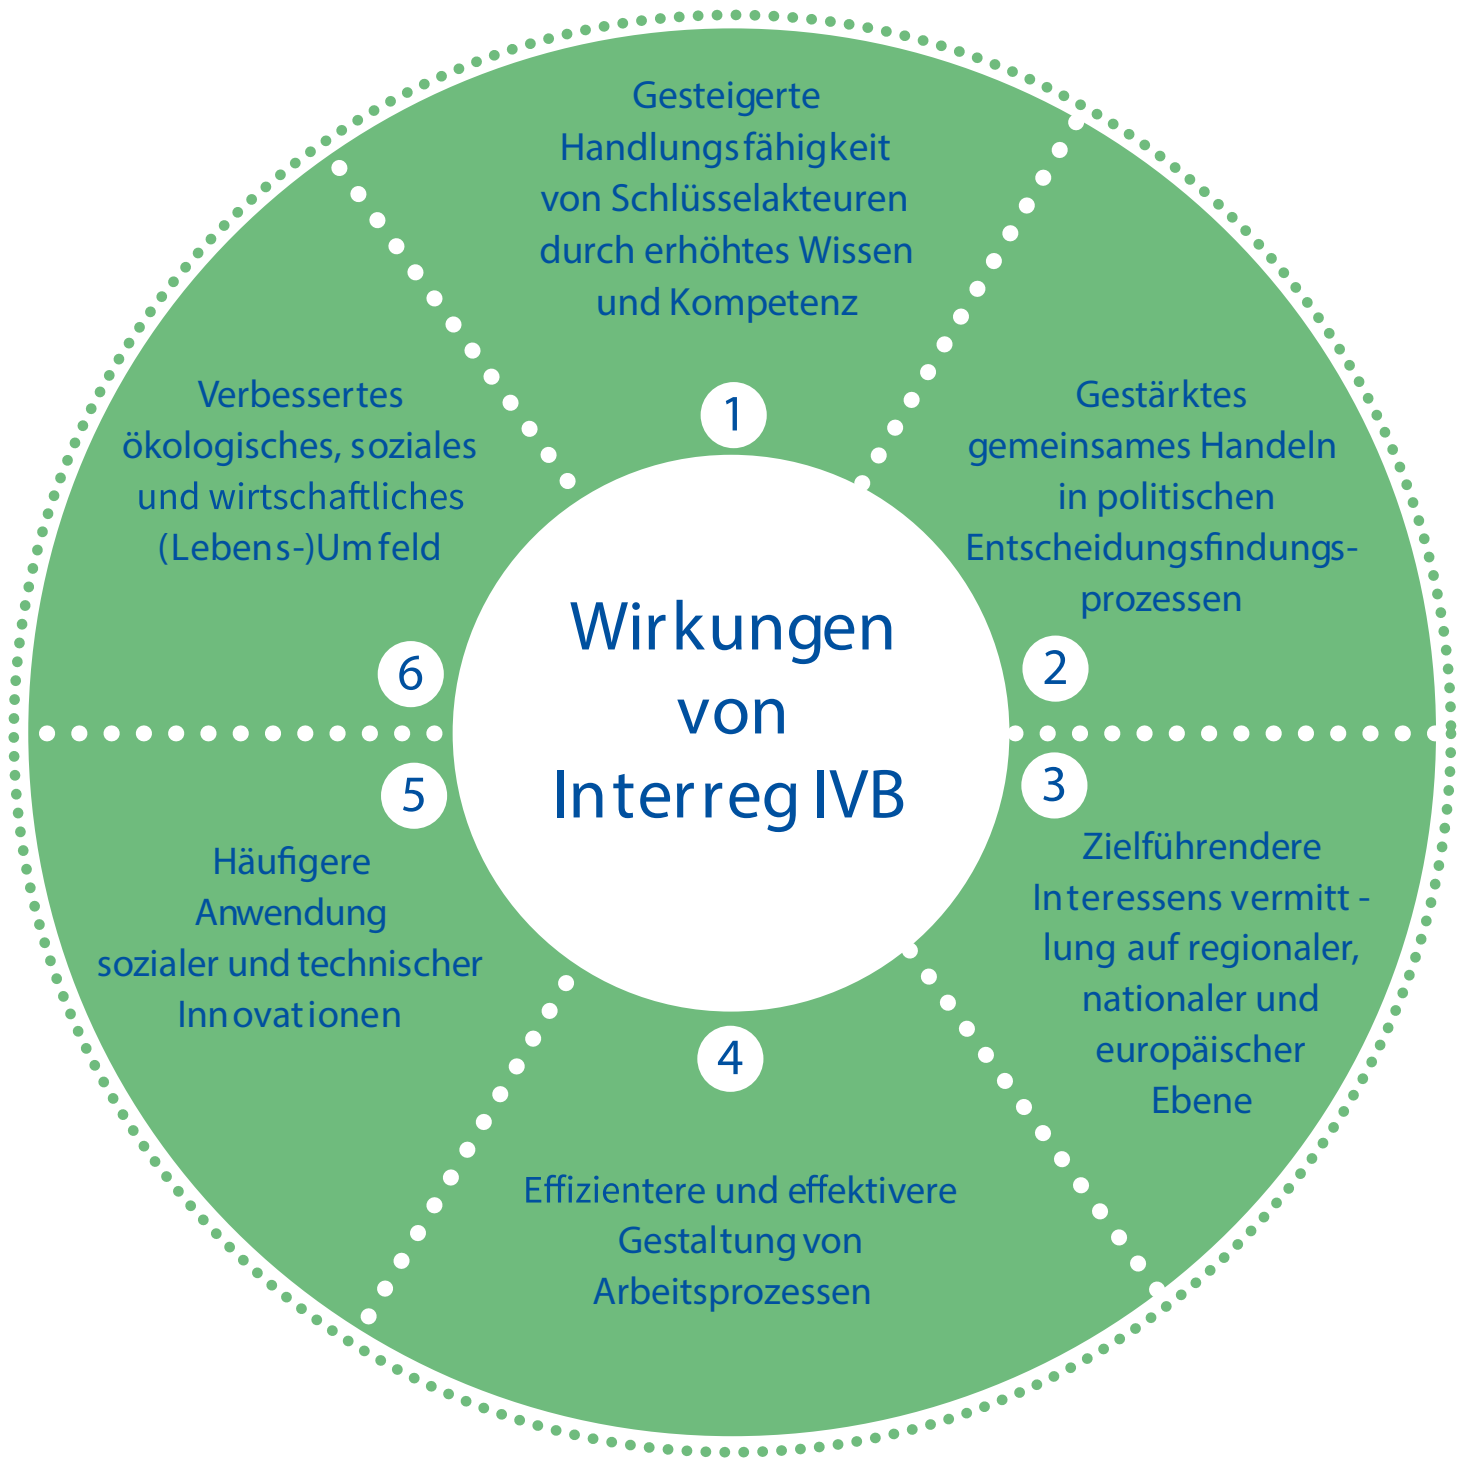 Gesteigerte
Handlungsfähigkeit
von Schlüsselakteuren
durch erhöhtes Wissen
und Kompetenz
1
Gestärktes
gemeinsames Handeln
in politischen
Entscheidungsfindungs-
prozessen
2
3
Zielführendere
Interessensvermitt-
lung auf regionaler,
nationaler und
europäischer
Ebene
4
Effizientere und effektivere
Gestaltung von
Arbeitsprozessen
5
Häufigere
Anwendung
sozialer und technischer
Innovationen
Verbessertes
ökologisches, soziales
und wirtschaftliches
(Lebens-)Umfeld
6
Wirkungen
von
Interreg IVB